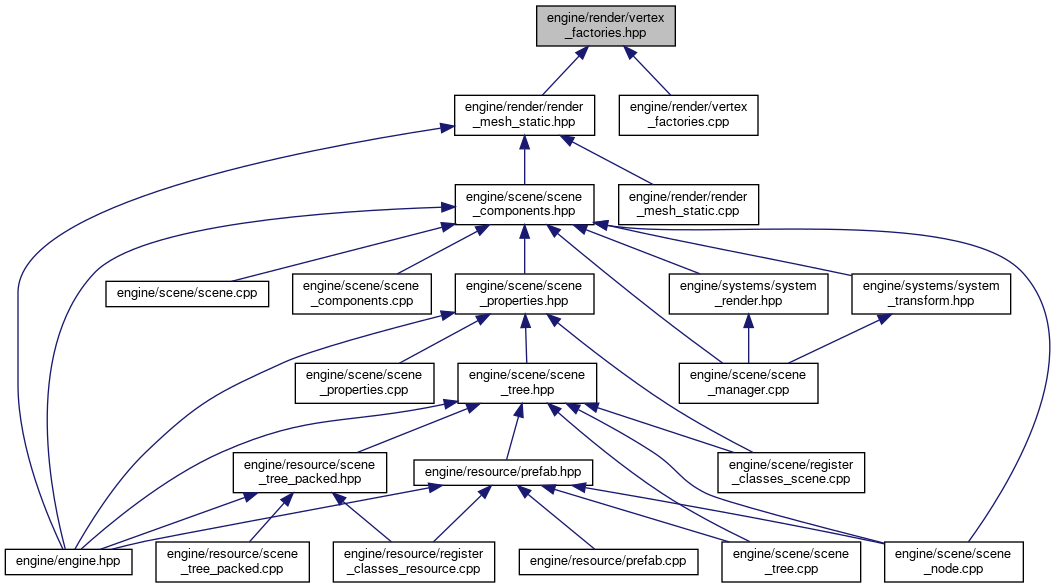 engine/render/vertex
_factories.hpp
engine/render/render
_mesh_static.hpp
engine/render/vertex
_factories.cpp
engine/scene/scene
_components.hpp
engine/render/render
_mesh_static.cpp
engine/scene/scene.cpp
engine/scene/scene
_components.cpp
engine/scene/scene
_properties.hpp
engine/systems/system
_render.hpp
engine/systems/system
_transform.hpp
engine/scene/scene
_properties.cpp
engine/scene/scene
_tree.hpp
engine/scene/scene
_manager.cpp
engine/resource/scene
_tree_packed.hpp
engine/resource/prefab.hpp
engine/scene/register
_classes_scene.cpp
engine/engine.hpp
engine/resource/scene
_tree_packed.cpp
engine/resource/register
_classes_resource.cpp
engine/resource/prefab.cpp
engine/scene/scene
_tree.cpp
engine/scene/scene
_node.cpp